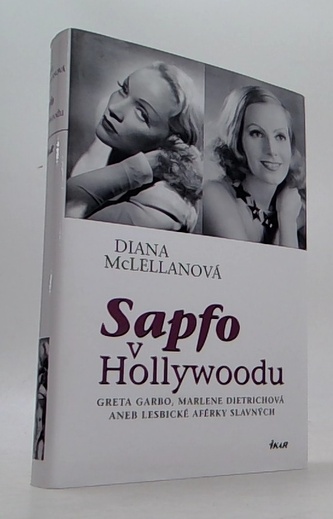 DIANA
McLELLANOVÁ
Sapfo
v
Hollywoodu
GRETA GARBO, MARLENE DIETRICHOVÁ
ANEB LESBICKÉ AFÉRKY SLAVNÝCH
IKAR